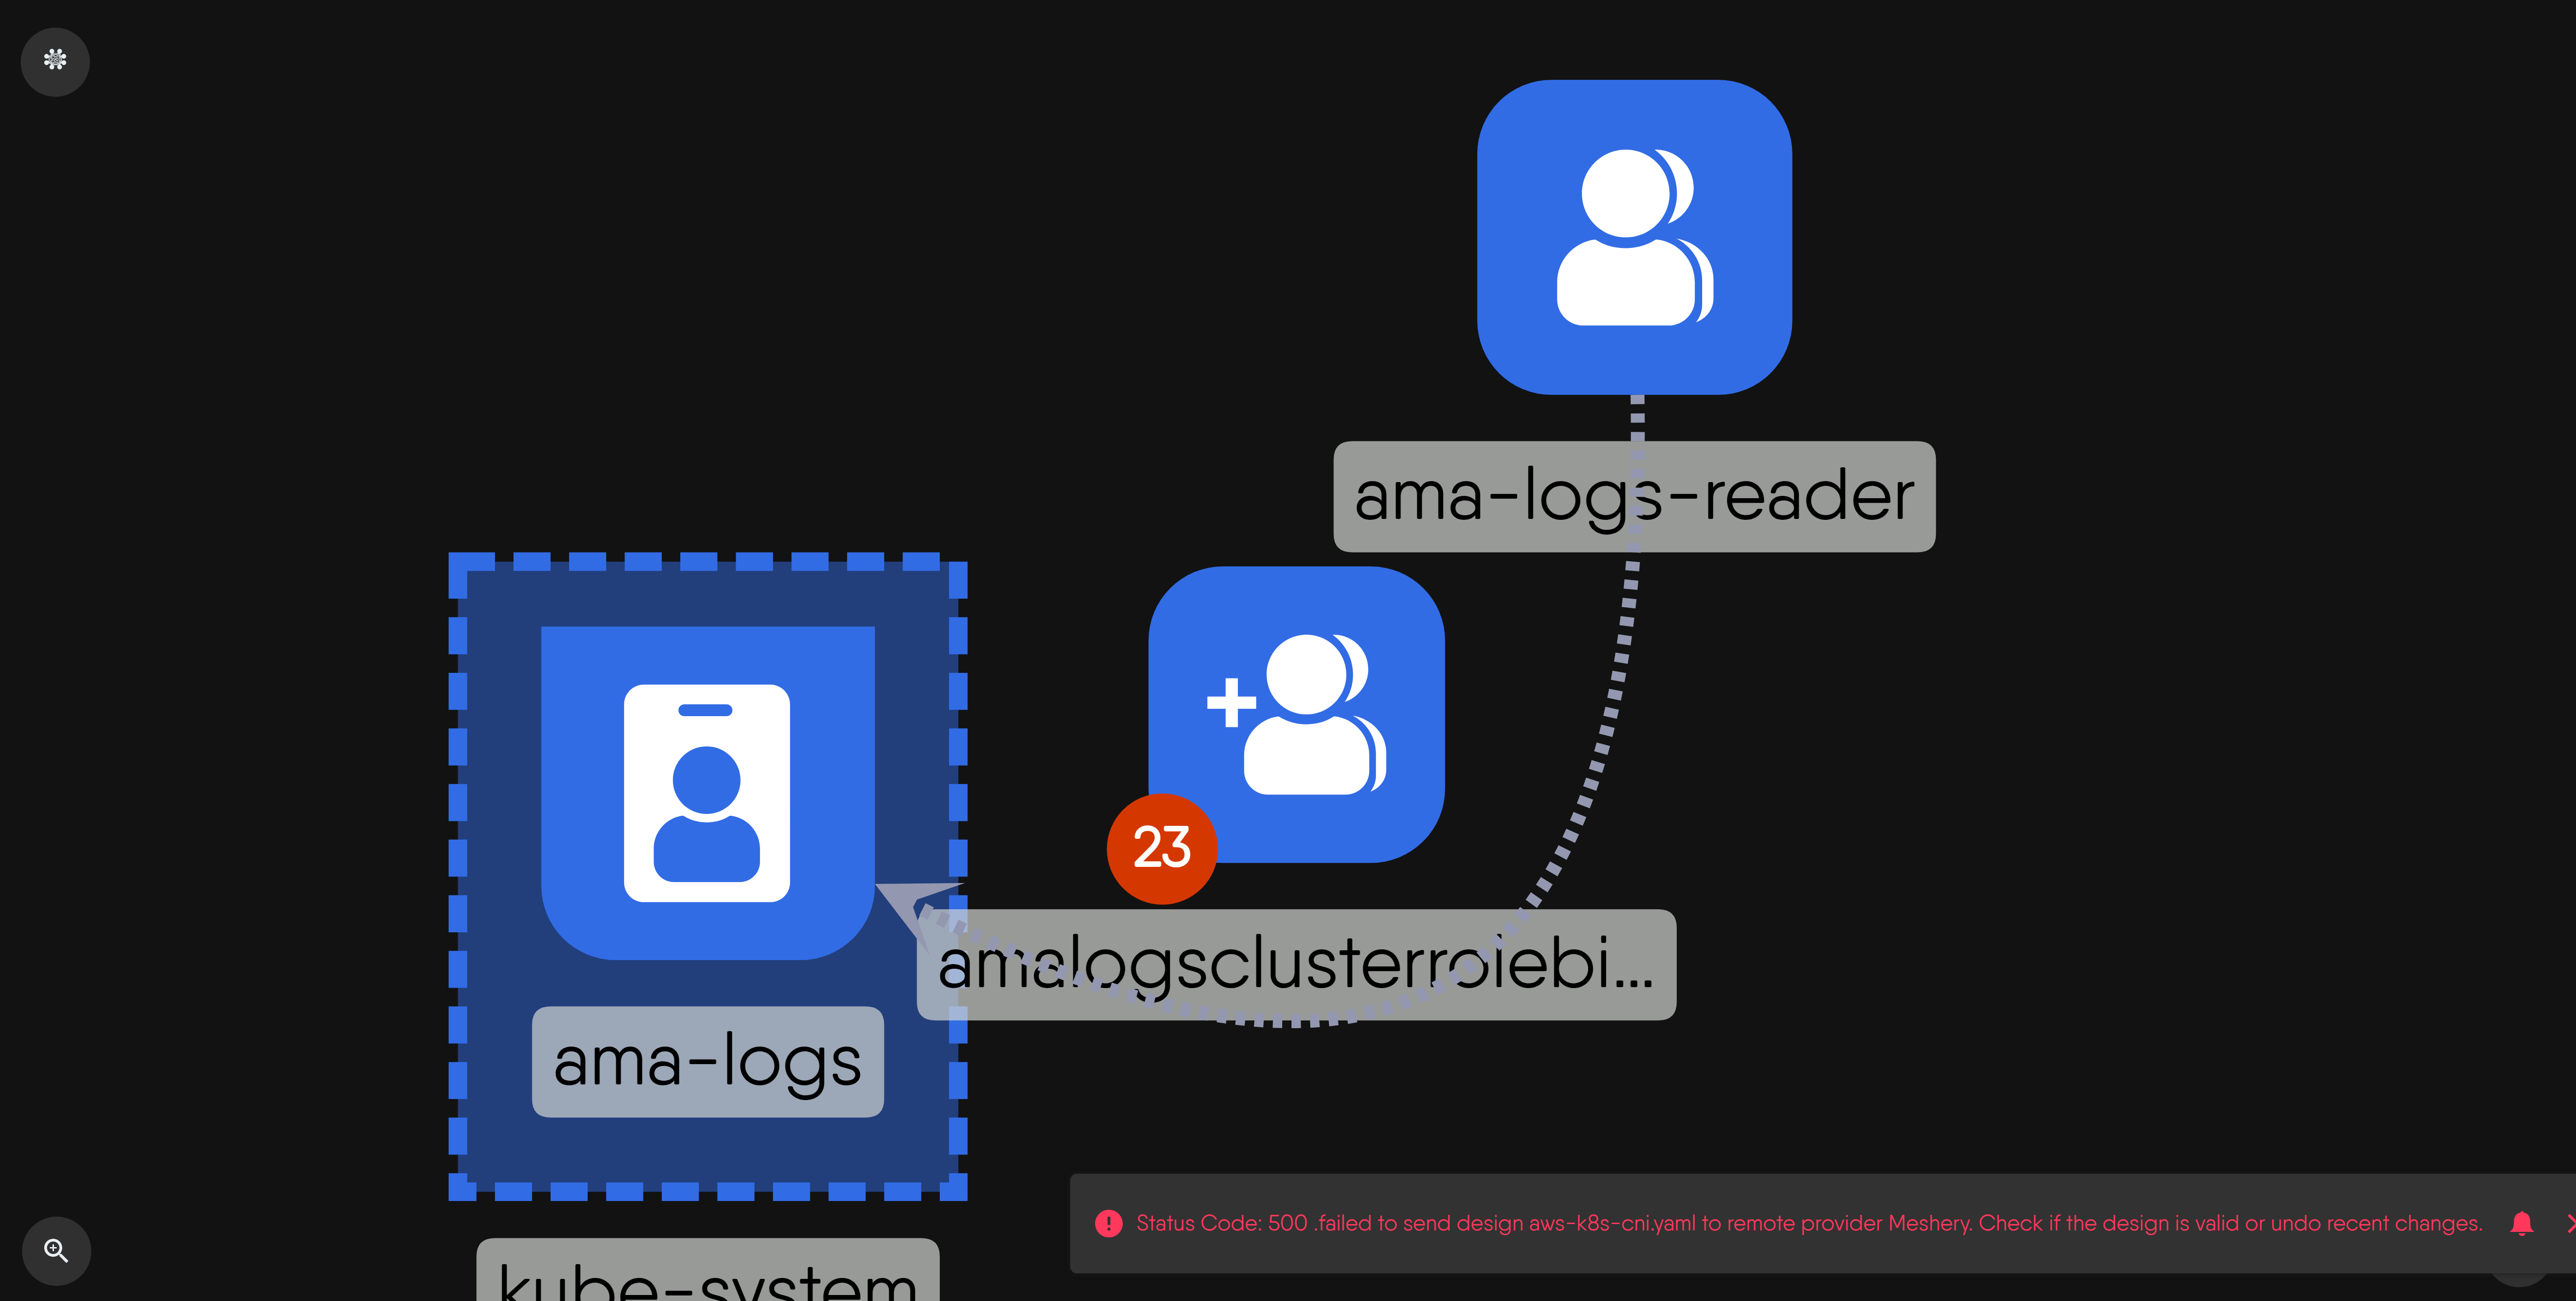 ama-logs-reader
23
amalogsclusterrolebi...
ama-logs
kube-system
Status Code: 500 .failed to send design aws-k8s-cni.yaml to remote provider Meshery. Check if the design is valid or undo recent changes.